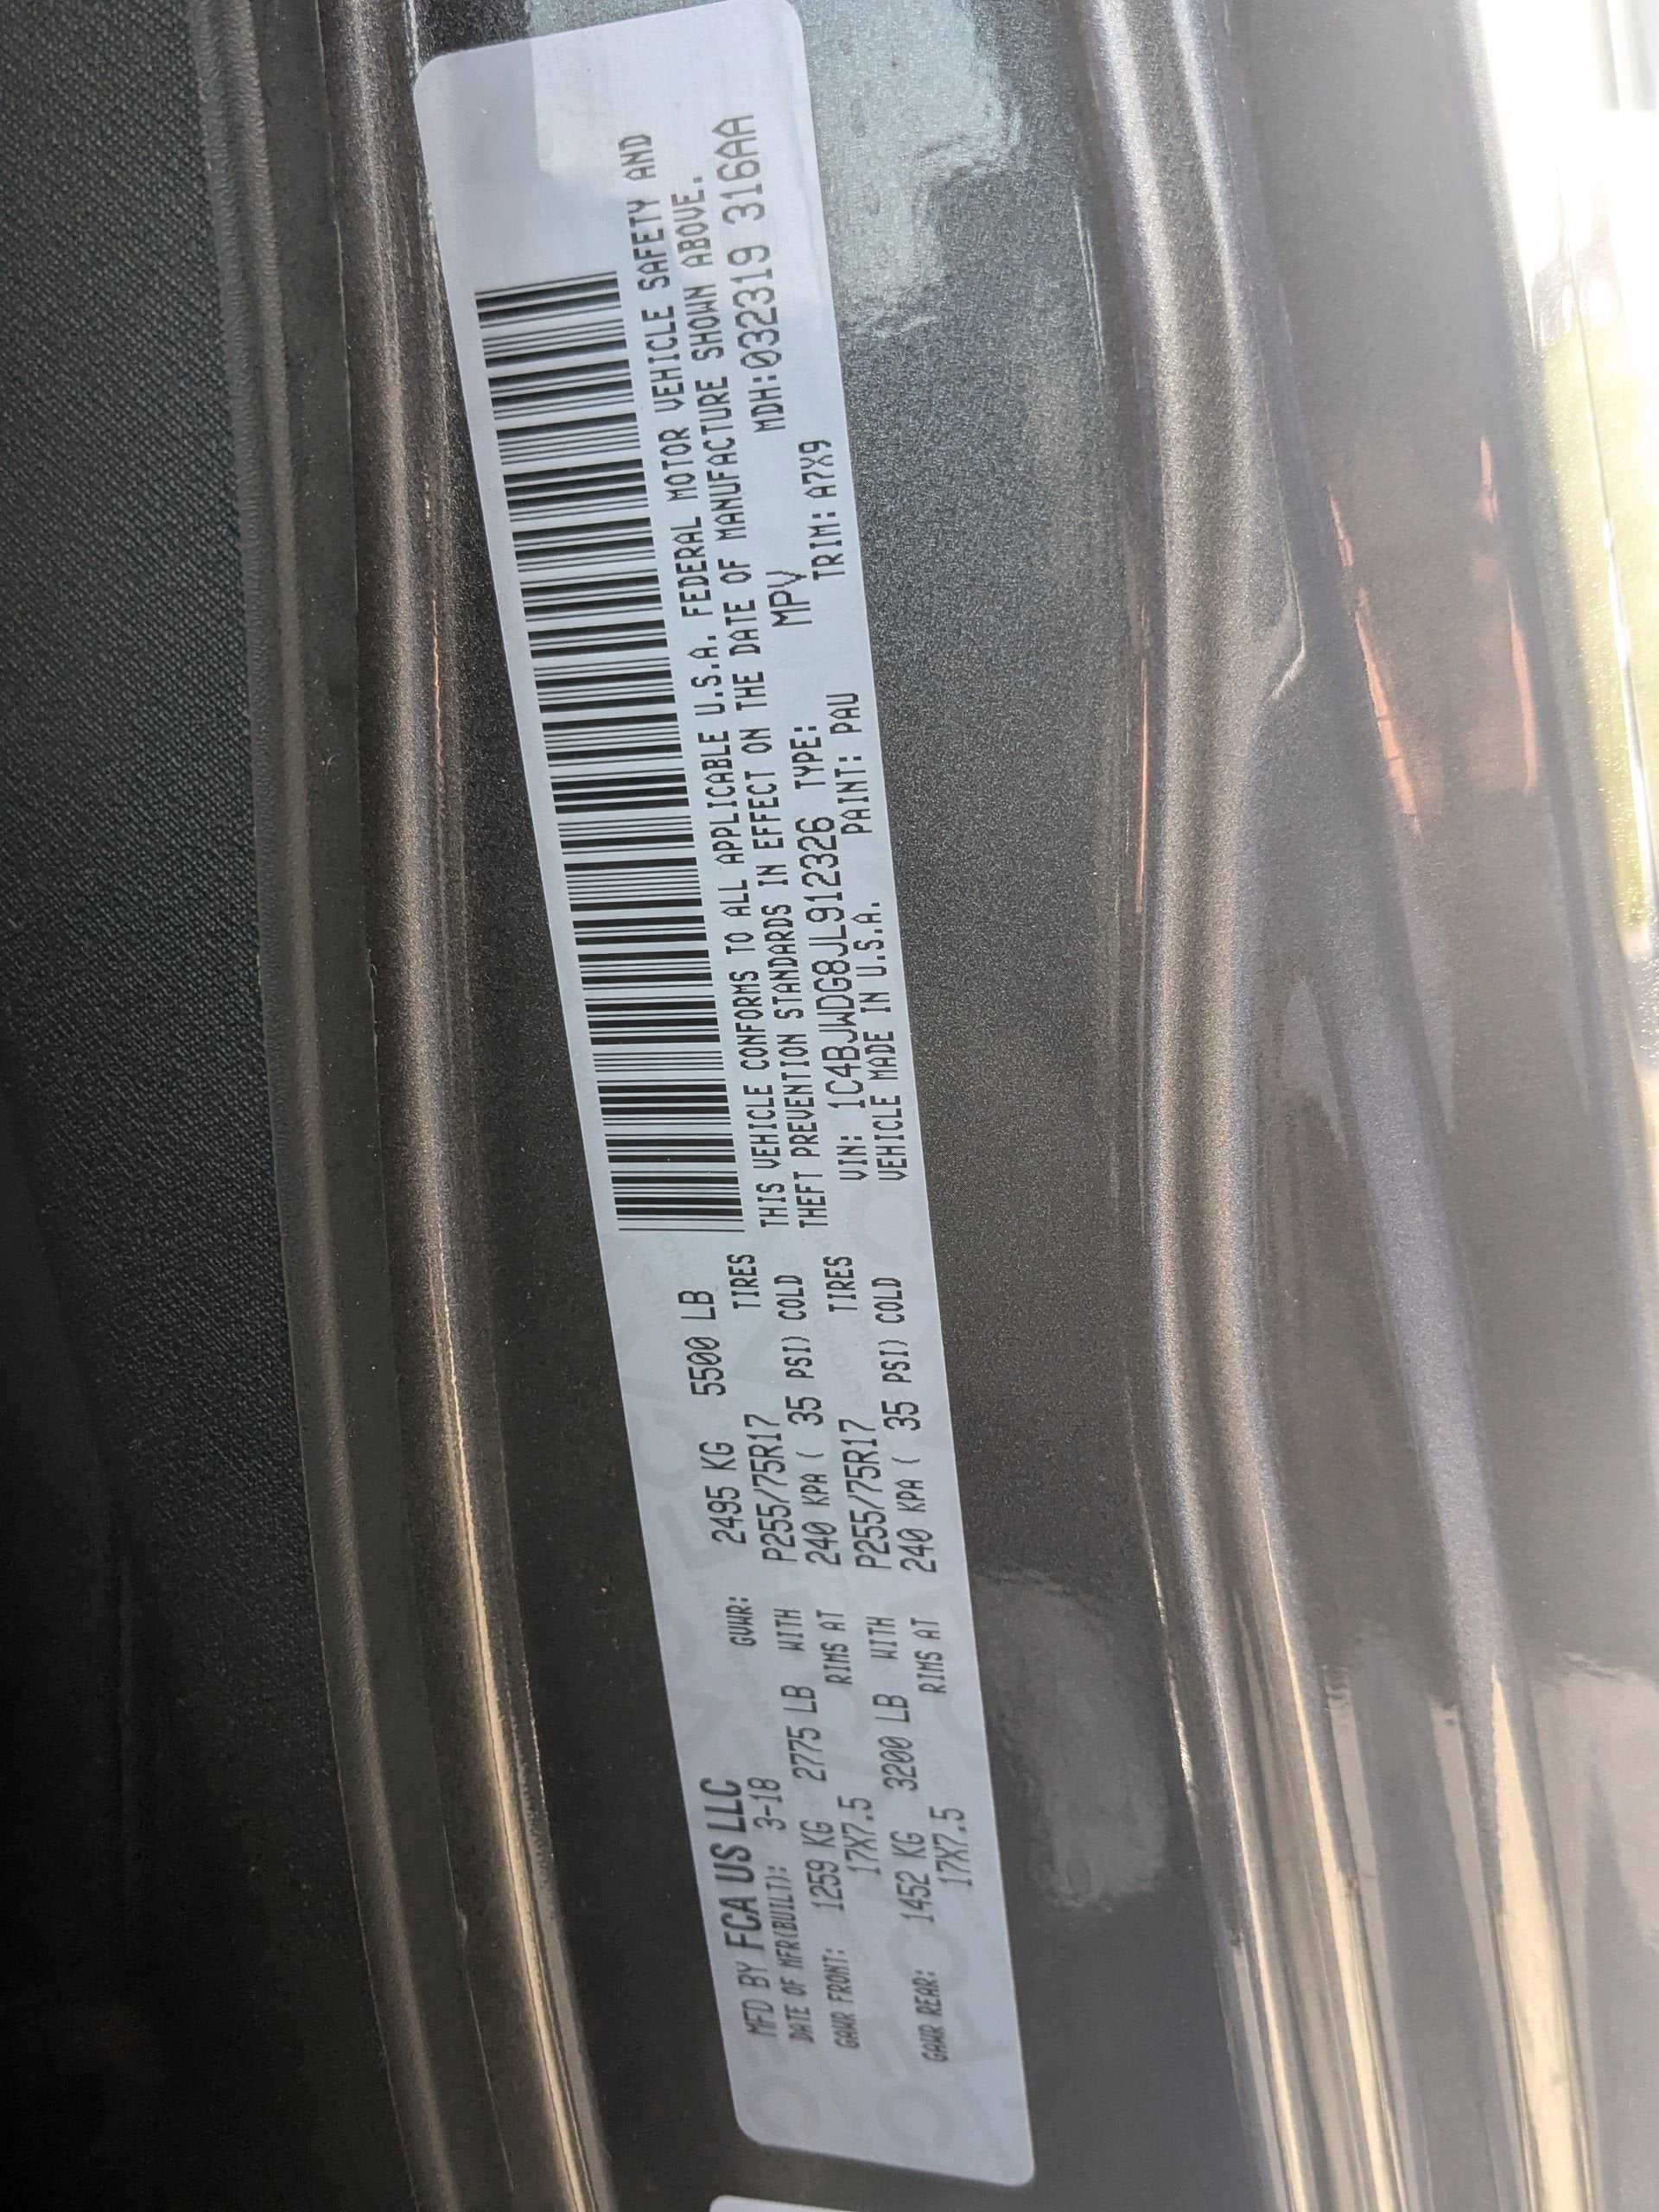 MFD BY FCA US LLC
DATE OF MFR(BUILT): 3-18 GVWR: 2495 KG 5500 LB
GAWR FRONT: 1259 KG 2775 LB WITH P255/75R17 TIRES
17X7.5 RIMS AT 240 KPA ( 35 PSI) COLD
GAWR REAR: 1452 KG 3200 LB WITH P255/75R17 TIRES
17X7.5 RIMS AT 240 KPA ( 35 PSI) COLD
THIS VEHICLE CONFORMS TO ALL APPLICABLE U.S.A. FEDERAL MOTOR VEHICLE SAFETY AND
THEFT PREVENTION STANDARDS IN EFFECT ON THE DATE OF MANUFACTURE SHOWN ABOVE.
VIN: 1C4BJWDG8JL912326 TYPE: MPV MDH:032319 316AA
VEHICLE MADE IN U.S.A. PAINT: PAU TRIM: A7X9